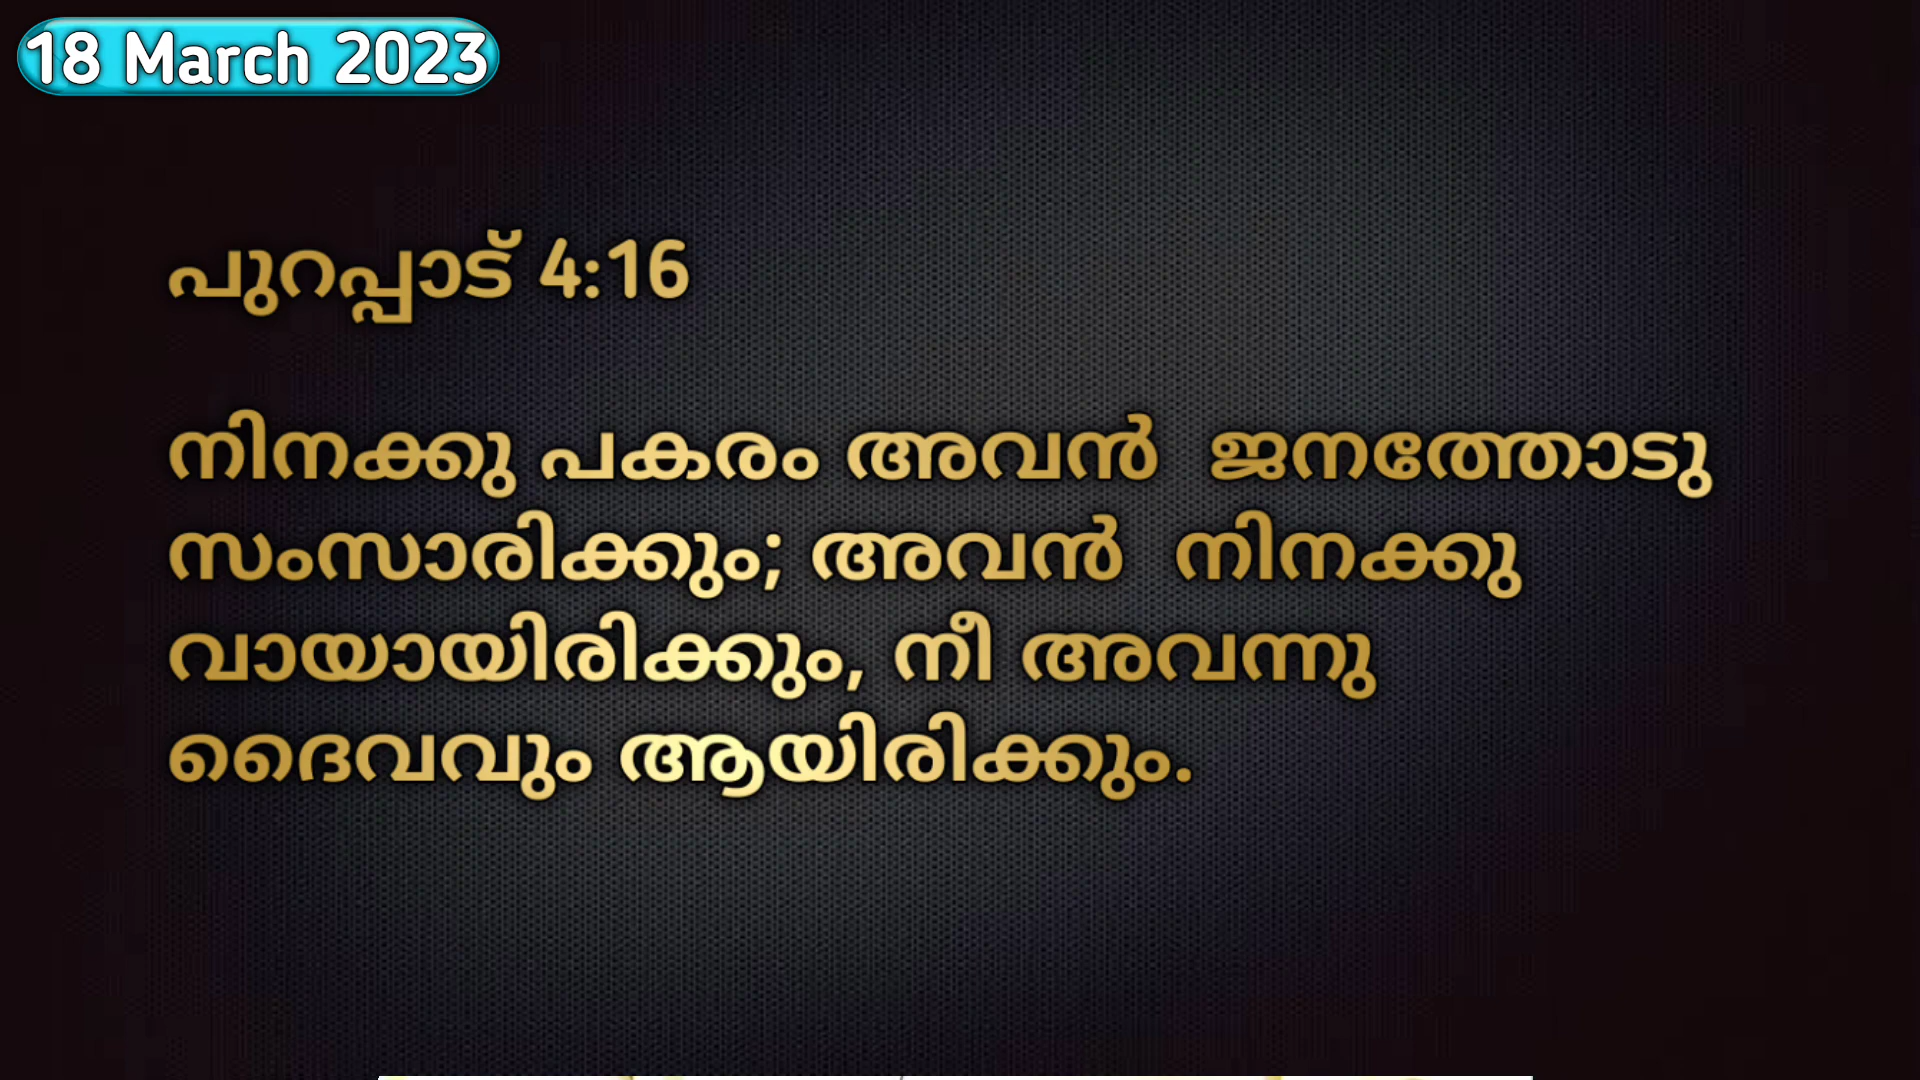 18 March 2023
പുറപ്പാട് 4:16
നിനക്കു പകരം അവൻ ജനത്തോടു
സംസാരിക്കും; അവൻ നിനക്കു
വായായിരിക്കും, നീ അവന്നു
ദൈവവും ആയിരിക്കും.